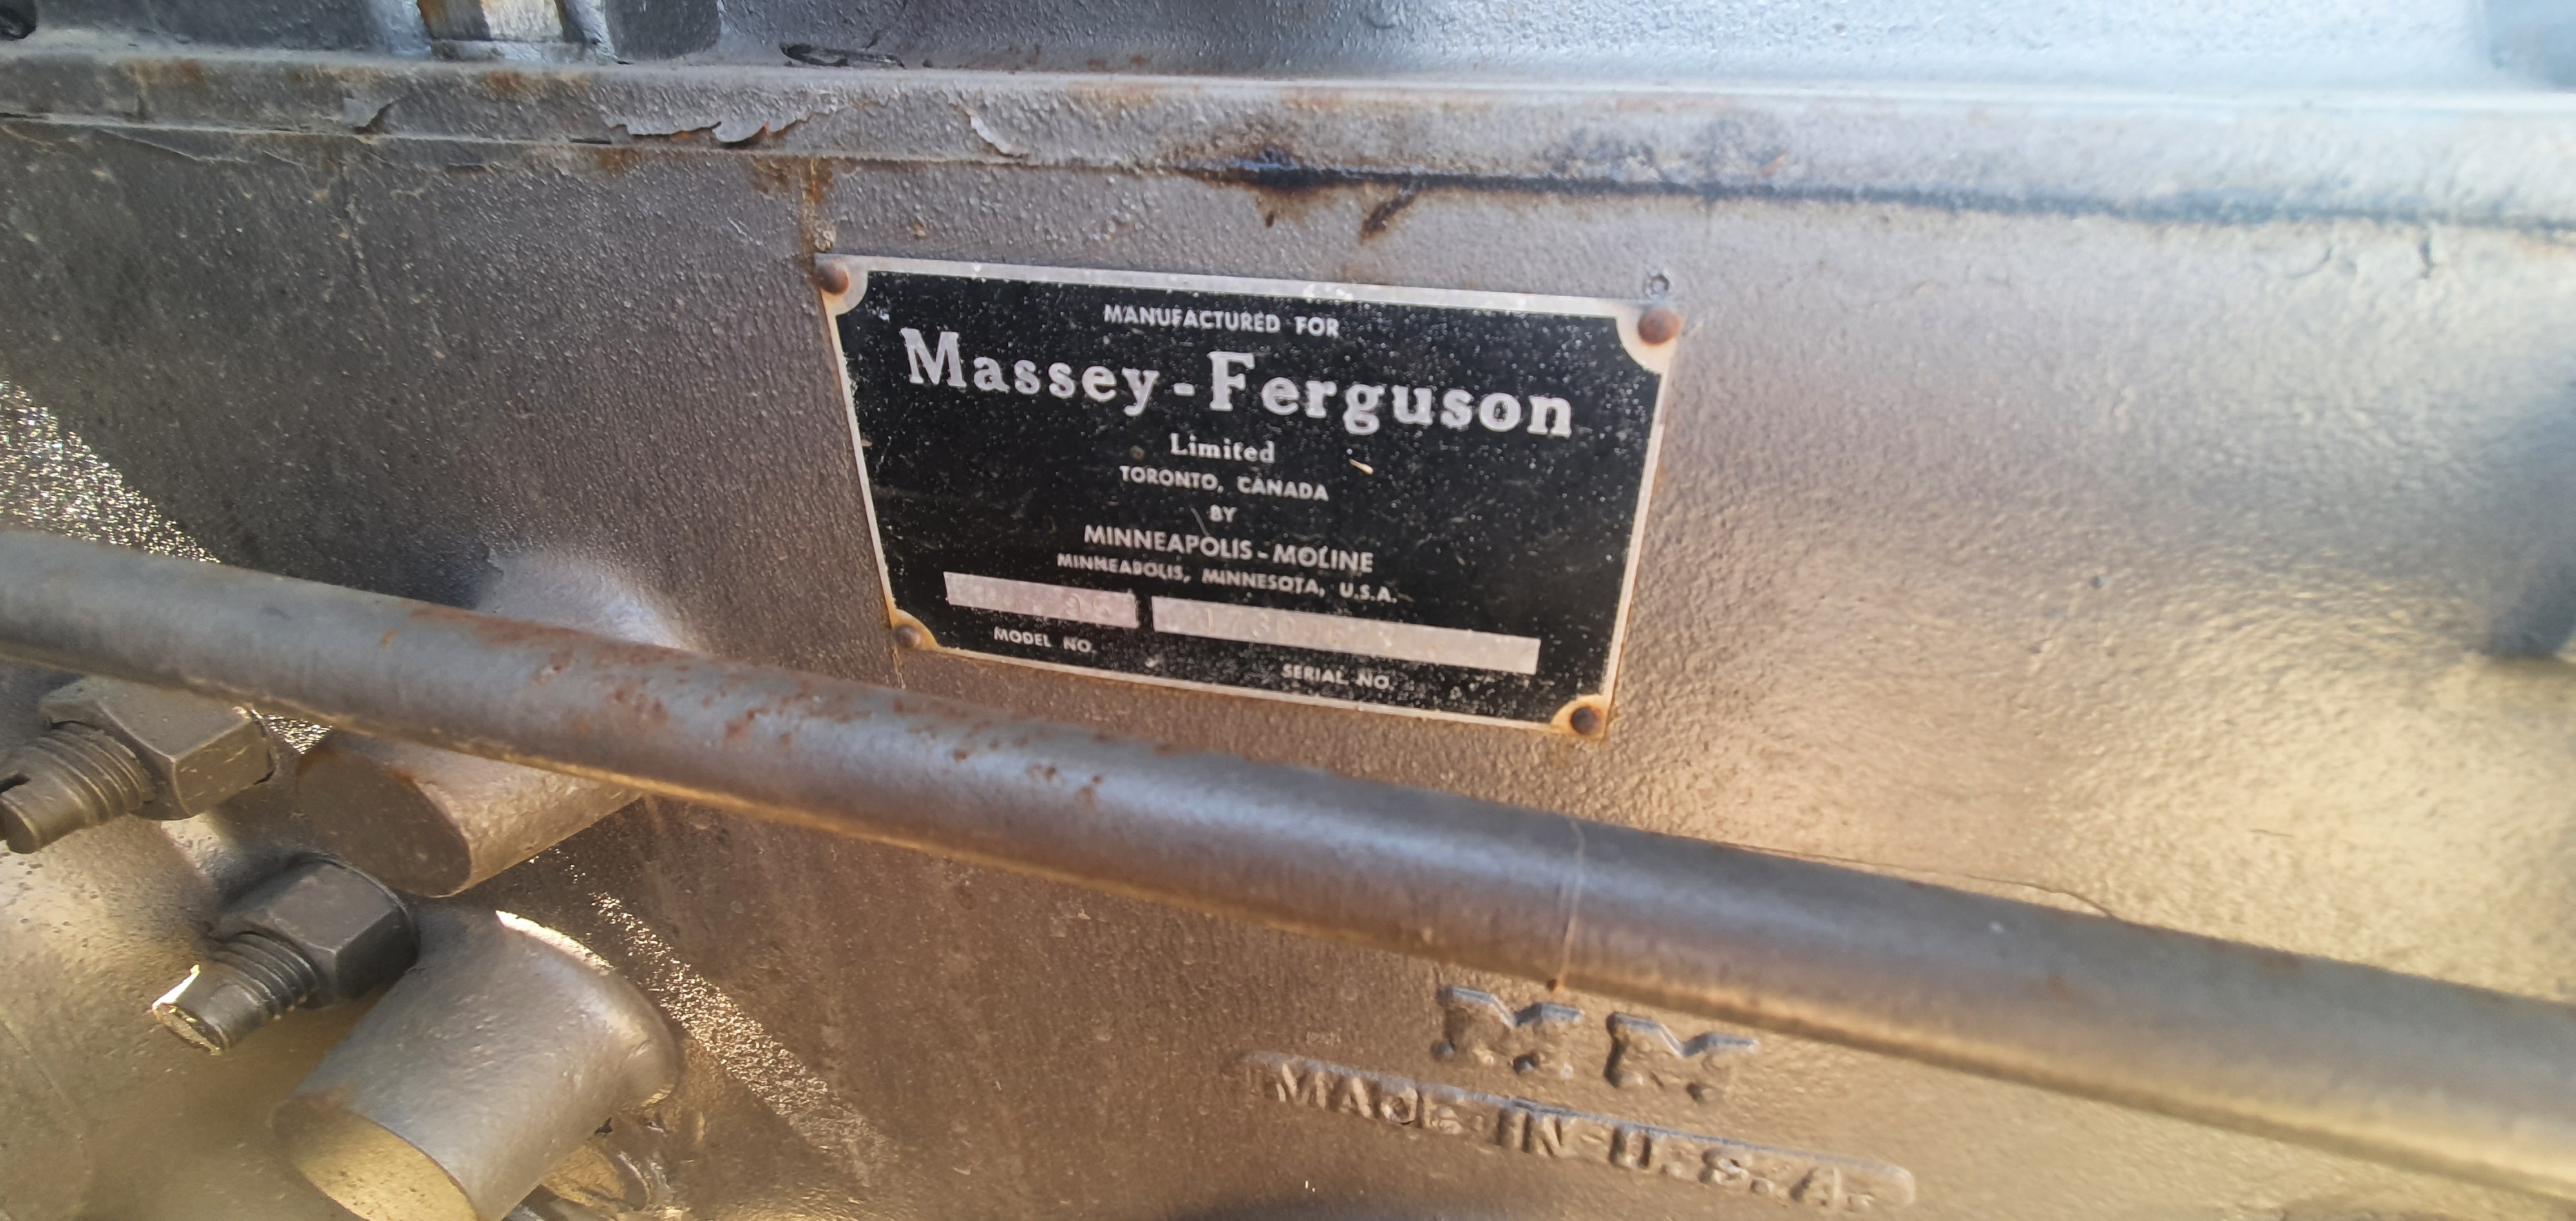 MANUFACTURED FOR
Massey-Ferguson
Limited
TORONTO, CANADA
BY
MINNEAPOLIS-MOLINE
MINNEAPOLIS, MINNESOTA, U.S.A.
MODEL NO.
SERIAL NO.
MM
MADE-IN-U.S.A.